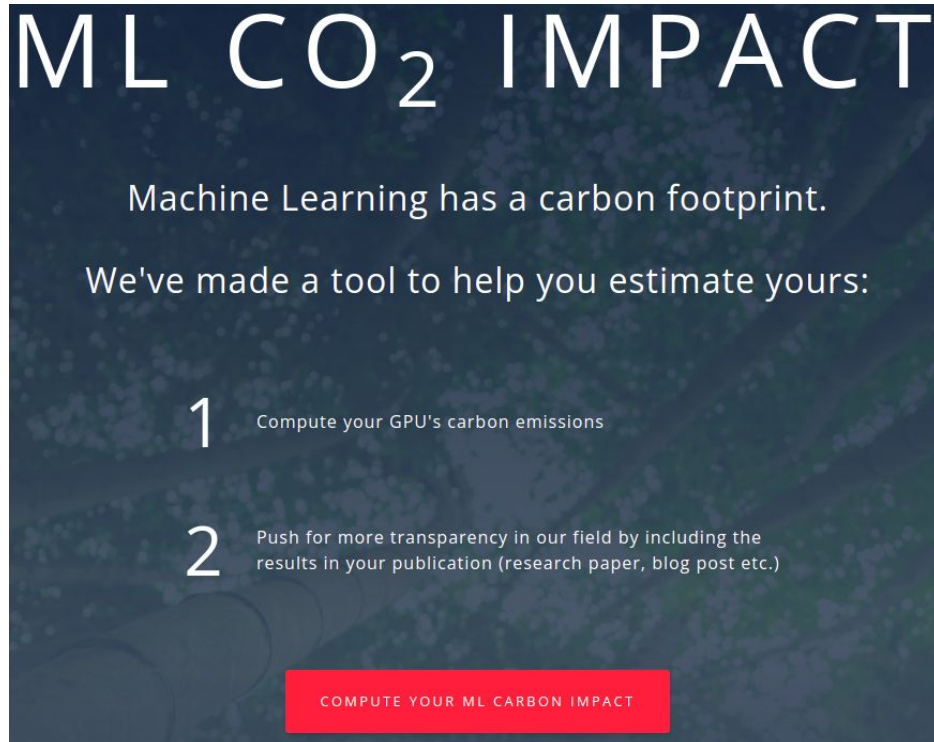 ML CO₂ IMPACT
Machine Learning has a carbon footprint.
We've made a tool to help you estimate yours:
1 Compute your GPU's carbon emissions
2 Push for more transparency in our field by including the
results in your publication (research paper, blog post etc.)
COMPUTE YOUR ML CARBON IMPACT